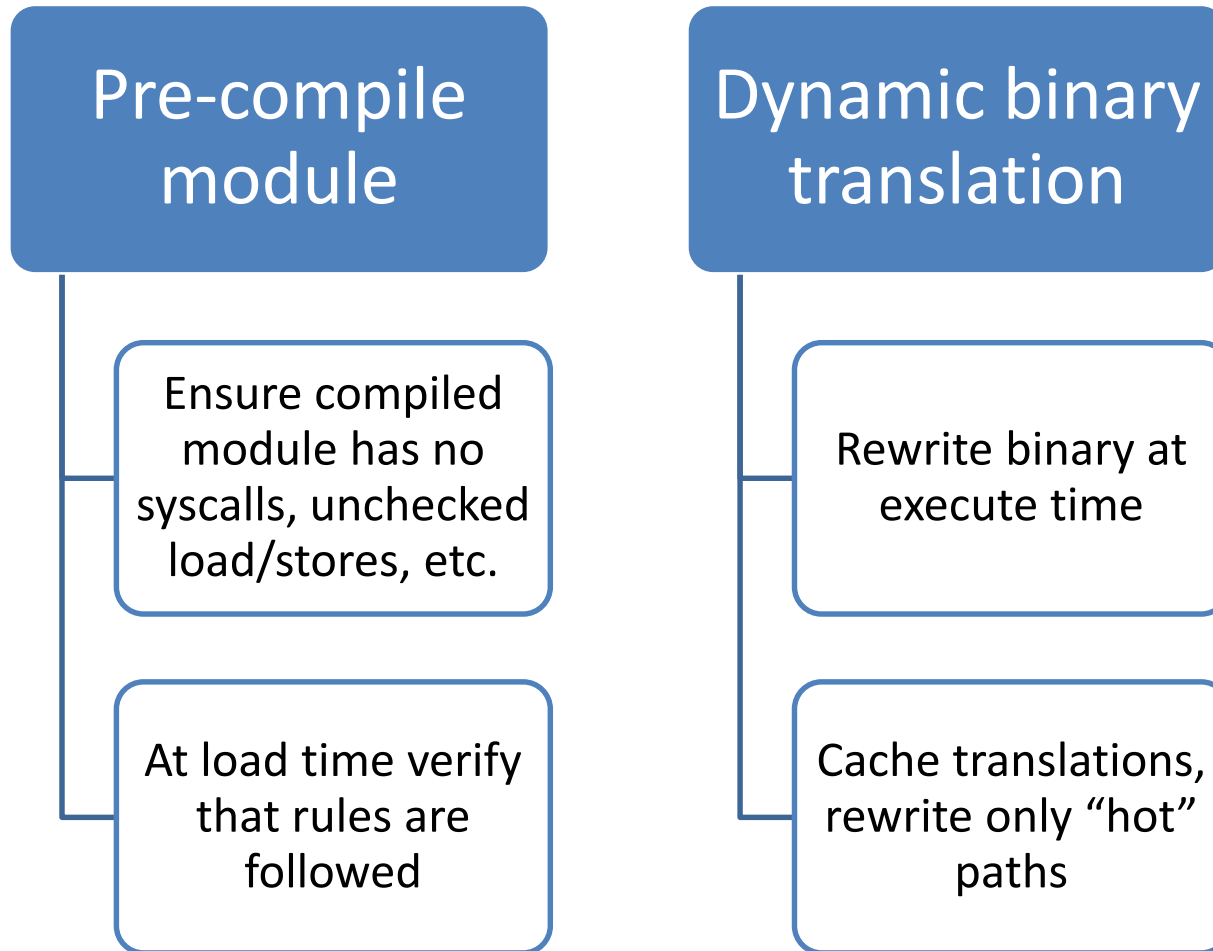 Pre-compile
module
Ensure compiled
module has no
syscalls, unchecked
load/stores, etc.
At load time verify
that rules are
followed
Dynamic binary
translation
Rewrite binary at
execute time
Cache translations,
rewrite only “hot”
paths